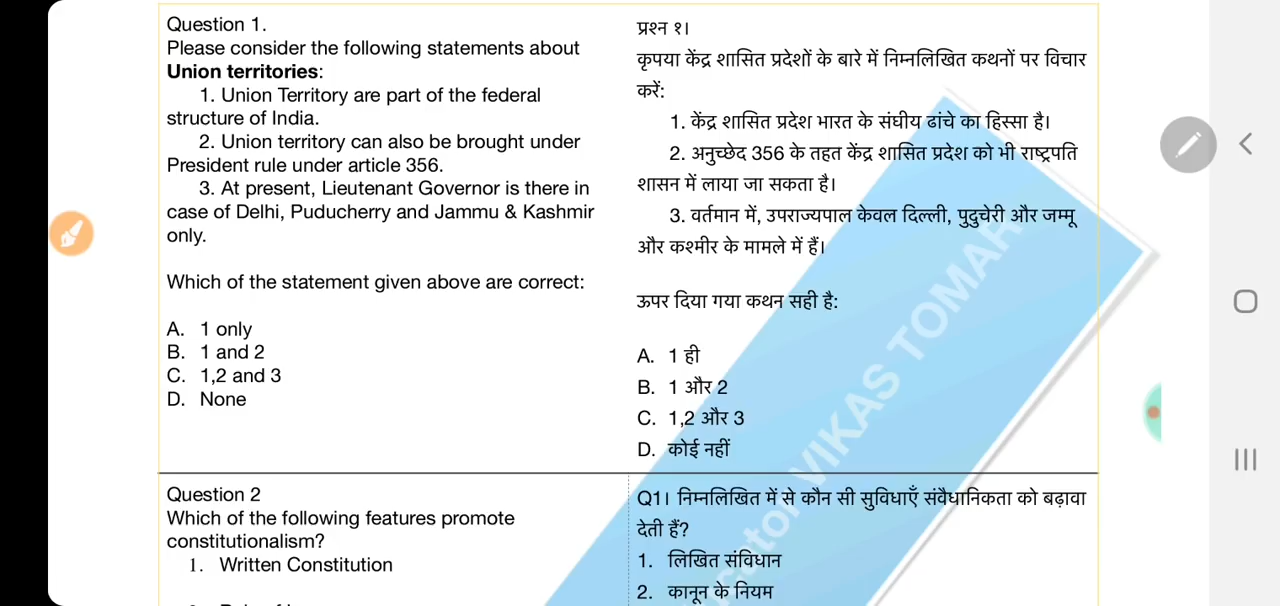 Question 1.
Please consider the following statements about
Union territories:
1. Union Territory are part of the federal
structure of India.
2. Union territory can also be brought under
President rule under article 356.
3. At present, Lieutenant Governor is there in
case of Delhi, Puducherry and Jammu & Kashmir
only.
Which of the statement given above are correct:
A. 1 only
B. 1 and 2
C. 1,2 and 3
D. None
प्रश्न १।
कृपया केंद्र शासित प्रदेशों के बारे में निम्नलिखित कथनों पर विचार
करें:
1. केंद्र शासित प्रदेश भारत के संघीय ढांचे का हिस्सा है।
2. अनुच्छेद 356 के तहत केंद्र शासित प्रदेश को भी राष्ट्रपति
शासन में लाया जा सकता है।
3. वर्तमान में, उपराज्यपाल केवल दिल्ली, पुदुचेरी और जम्मू
और कश्मीर के मामले में हैं।
ऊपर दिया गया कथन सही है:
A. 1 ही
B. 1 और 2
C. 1,2 और 3
D. कोई नहीं
Question 2
Which of the following features promote
constitutionalism?
1. Written Constitution
Q1। निम्नलिखित में से कौन सी सुविधाएँ संवैधानिकता को बढ़ावा
देती हैं?
1. लिखित संविधान
2. कानून के नियम
VIKAS TOMAR